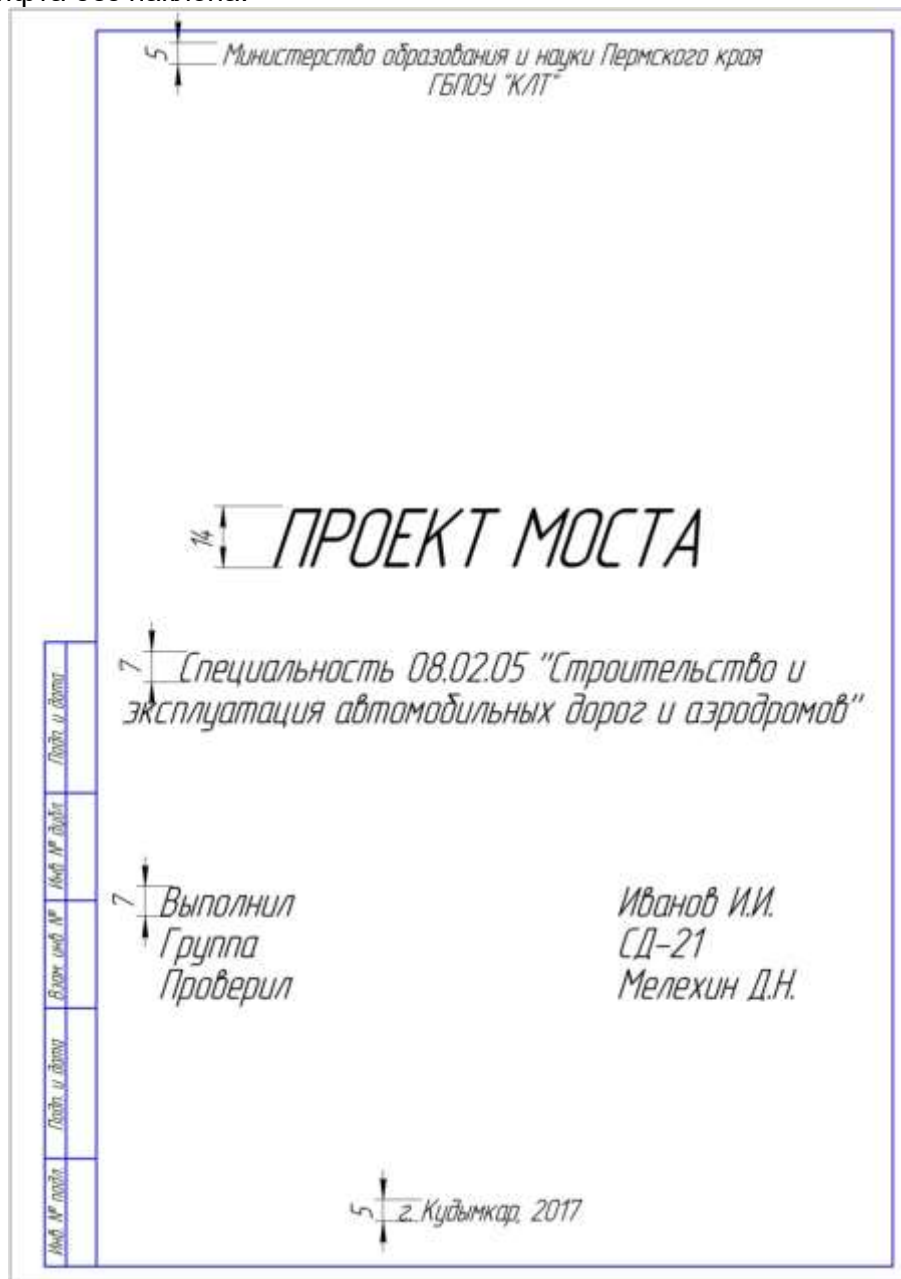 5
Министерство образования и науки Пермского края
ГБПОУ "КЛТ"
14
ПРОЕКТ МОСТА
7
Специальность 08.02.05 "Строительство и
эксплуатация автомобильных дорог и аэродромов"
7
Выполнил Иванов И.И.
Группа СД-21
Проверил Мелехин Д.Н.
5
г. Кудымкар, 2017
Подп. и дата
Инв. № дубл.
Взам. инв. №
Подп. и дата
Инв. № подл.